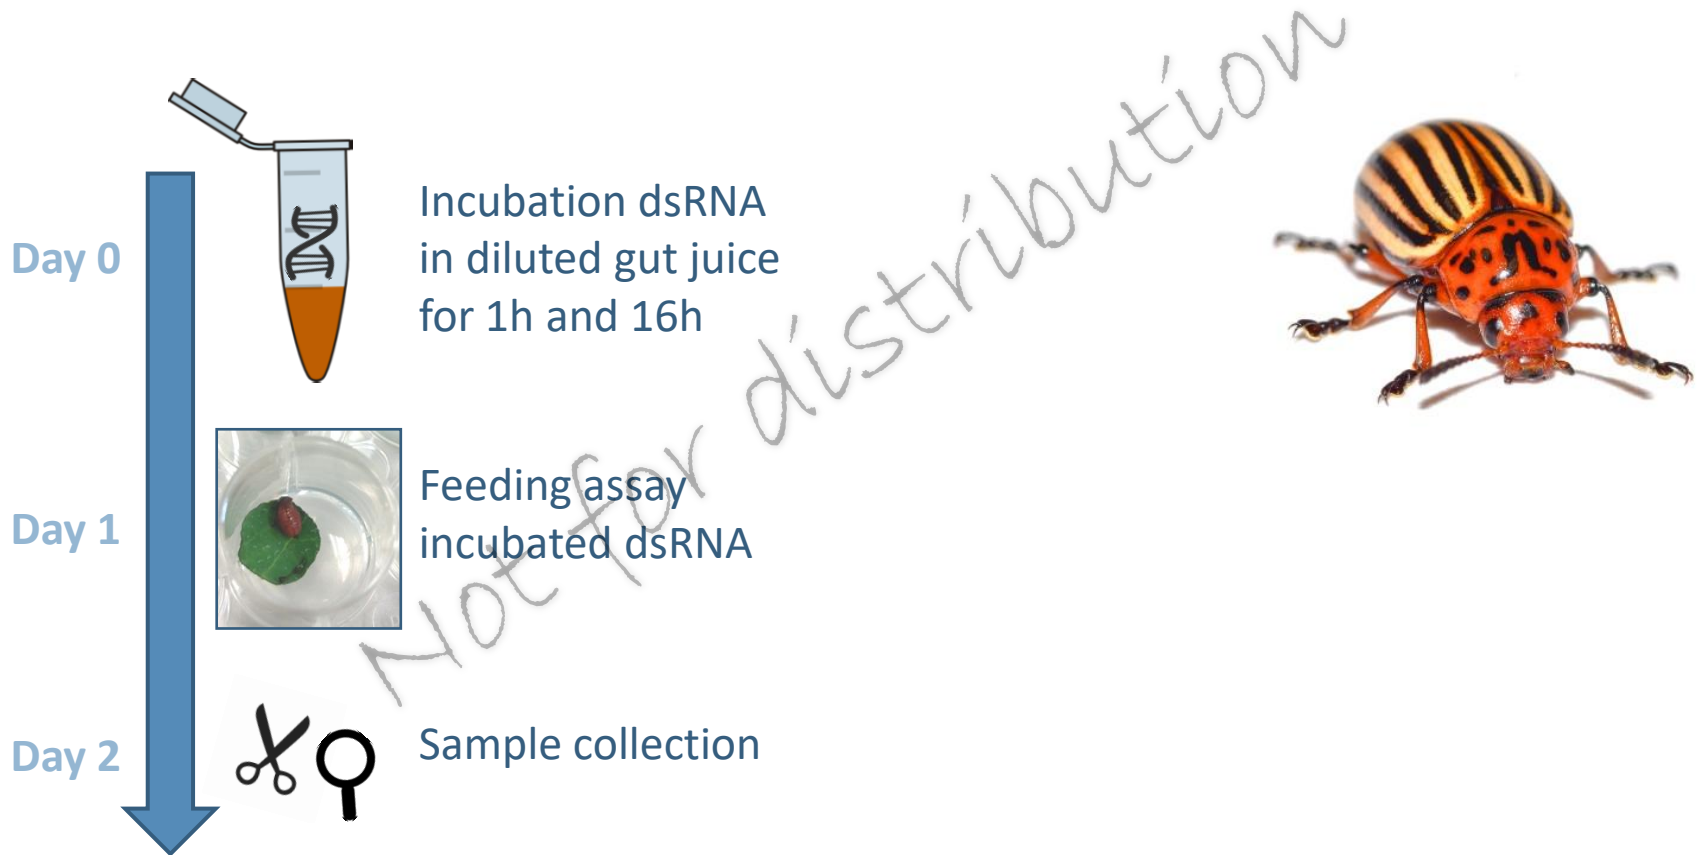 Day 0
Incubation dsRNA
in diluted gut juice
for 1h and 16h
Day 1
Feeding assay
incubated dsRNA
Day 2
Sample collection
Not for distribution